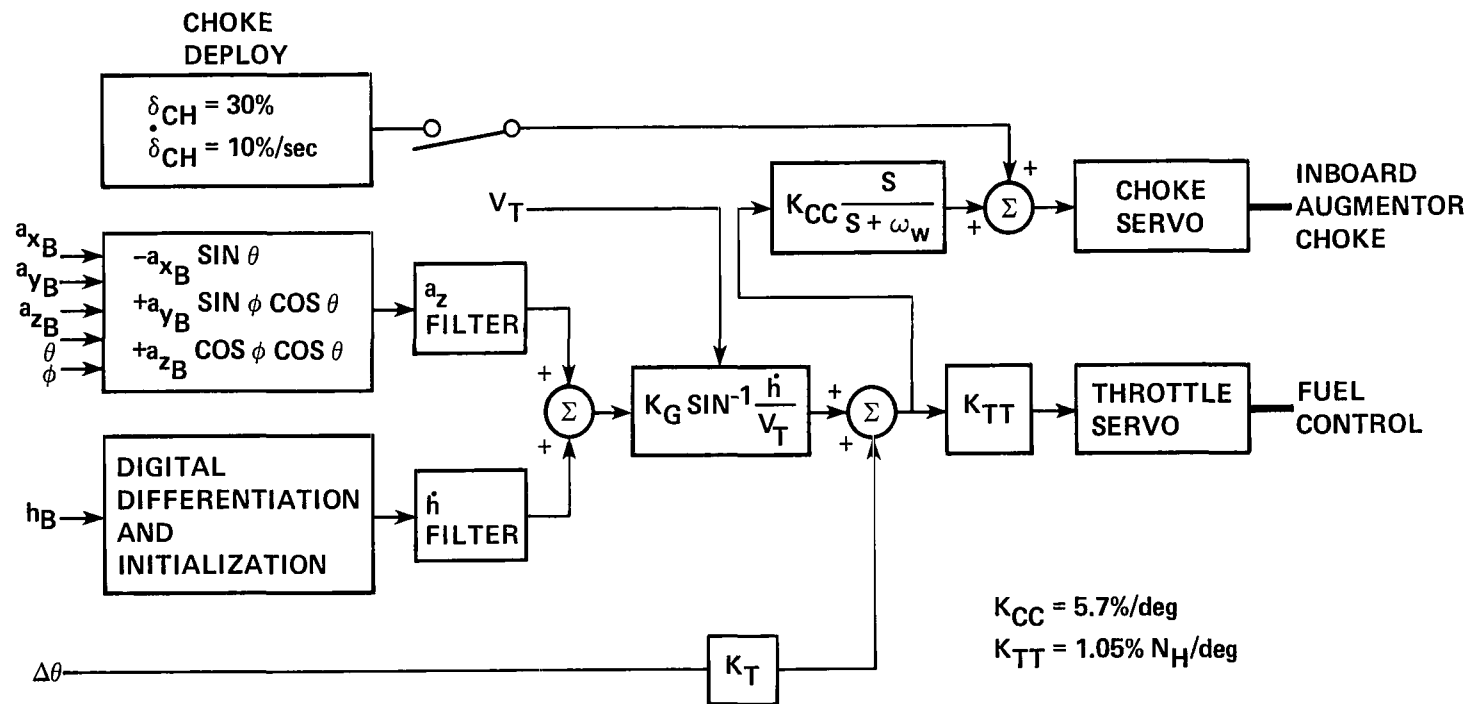 CHOKE
DEPLOY
δCH = 30%
δ̇CH = 10%/sec
VT
KCC S / S + ωw
+
+
Σ
CHOKE
SERVO
INBOARD
AUGMENTOR
CHOKE
axB
ayB
azB
θ
ϕ
−axB SIN θ
+ayB SIN ϕ COS θ
+azB COS ϕ COS θ
az
FILTER
+
+
Σ
KG SIN−1 ḣ / VT
+
+
Σ
KTT
THROTTLE
SERVO
FUEL
CONTROL
hB
DIGITAL
DIFFERENTIATION
AND
INITIALIZATION
ḣ
FILTER
KCC = 5.7%/deg
KTT = 1.05% NH/deg
Δθ
KT